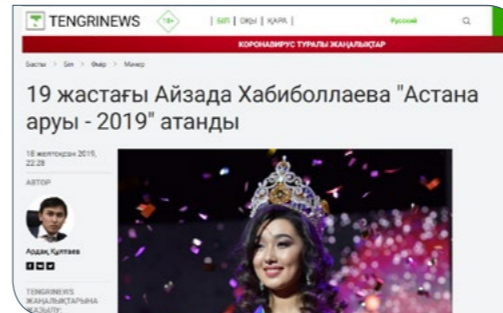 TENGRINEWS 18+ | БІЛ | ОҚЫ | ҚАРА | Русский
КОРОНАВИРУС ТУРАЛЫ ЖАҢАЛЫҚТАР
Басты > Біл > Өмір > Мәнер
19 жастағы Айзада Хабиболлаева "Астана
аруы - 2019" атанды
18 желтоқсан 2019,
22:28
АВТОР
Ардақ Құлтаев
TENGRINEWS
ЖАҢАЛЫҚТАРЫНА
ЖАЗЫЛУ: